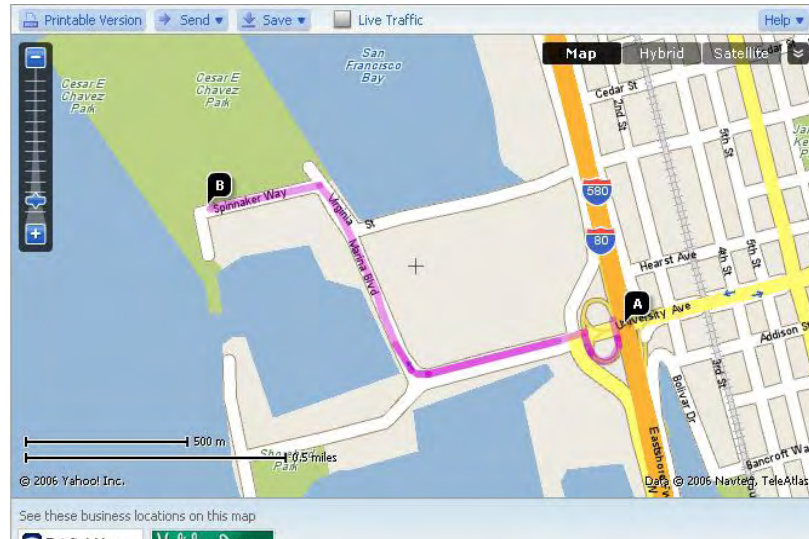 Printable Version
Send
Save
Live Traffic
Help
Map
Hybrid
Satellite
San
Francisco
Bay
Cesar E
Chavez
Park
Cesar E
Chavez
Park
Cedar St
2nd St
5th St
B
Spinnaker Way
Virginia St
Marina Blvd
580
80
Hearst Ave
4th St
5th St
A
University Ave
Addison St
3rd St
Bolivar Dr
Bancroft Wa
500 m
0.5 miles
Park
© 2006 Yahoo! Inc.
Data © 2006 Navteq, TeleAtlas
See these business locations on this map